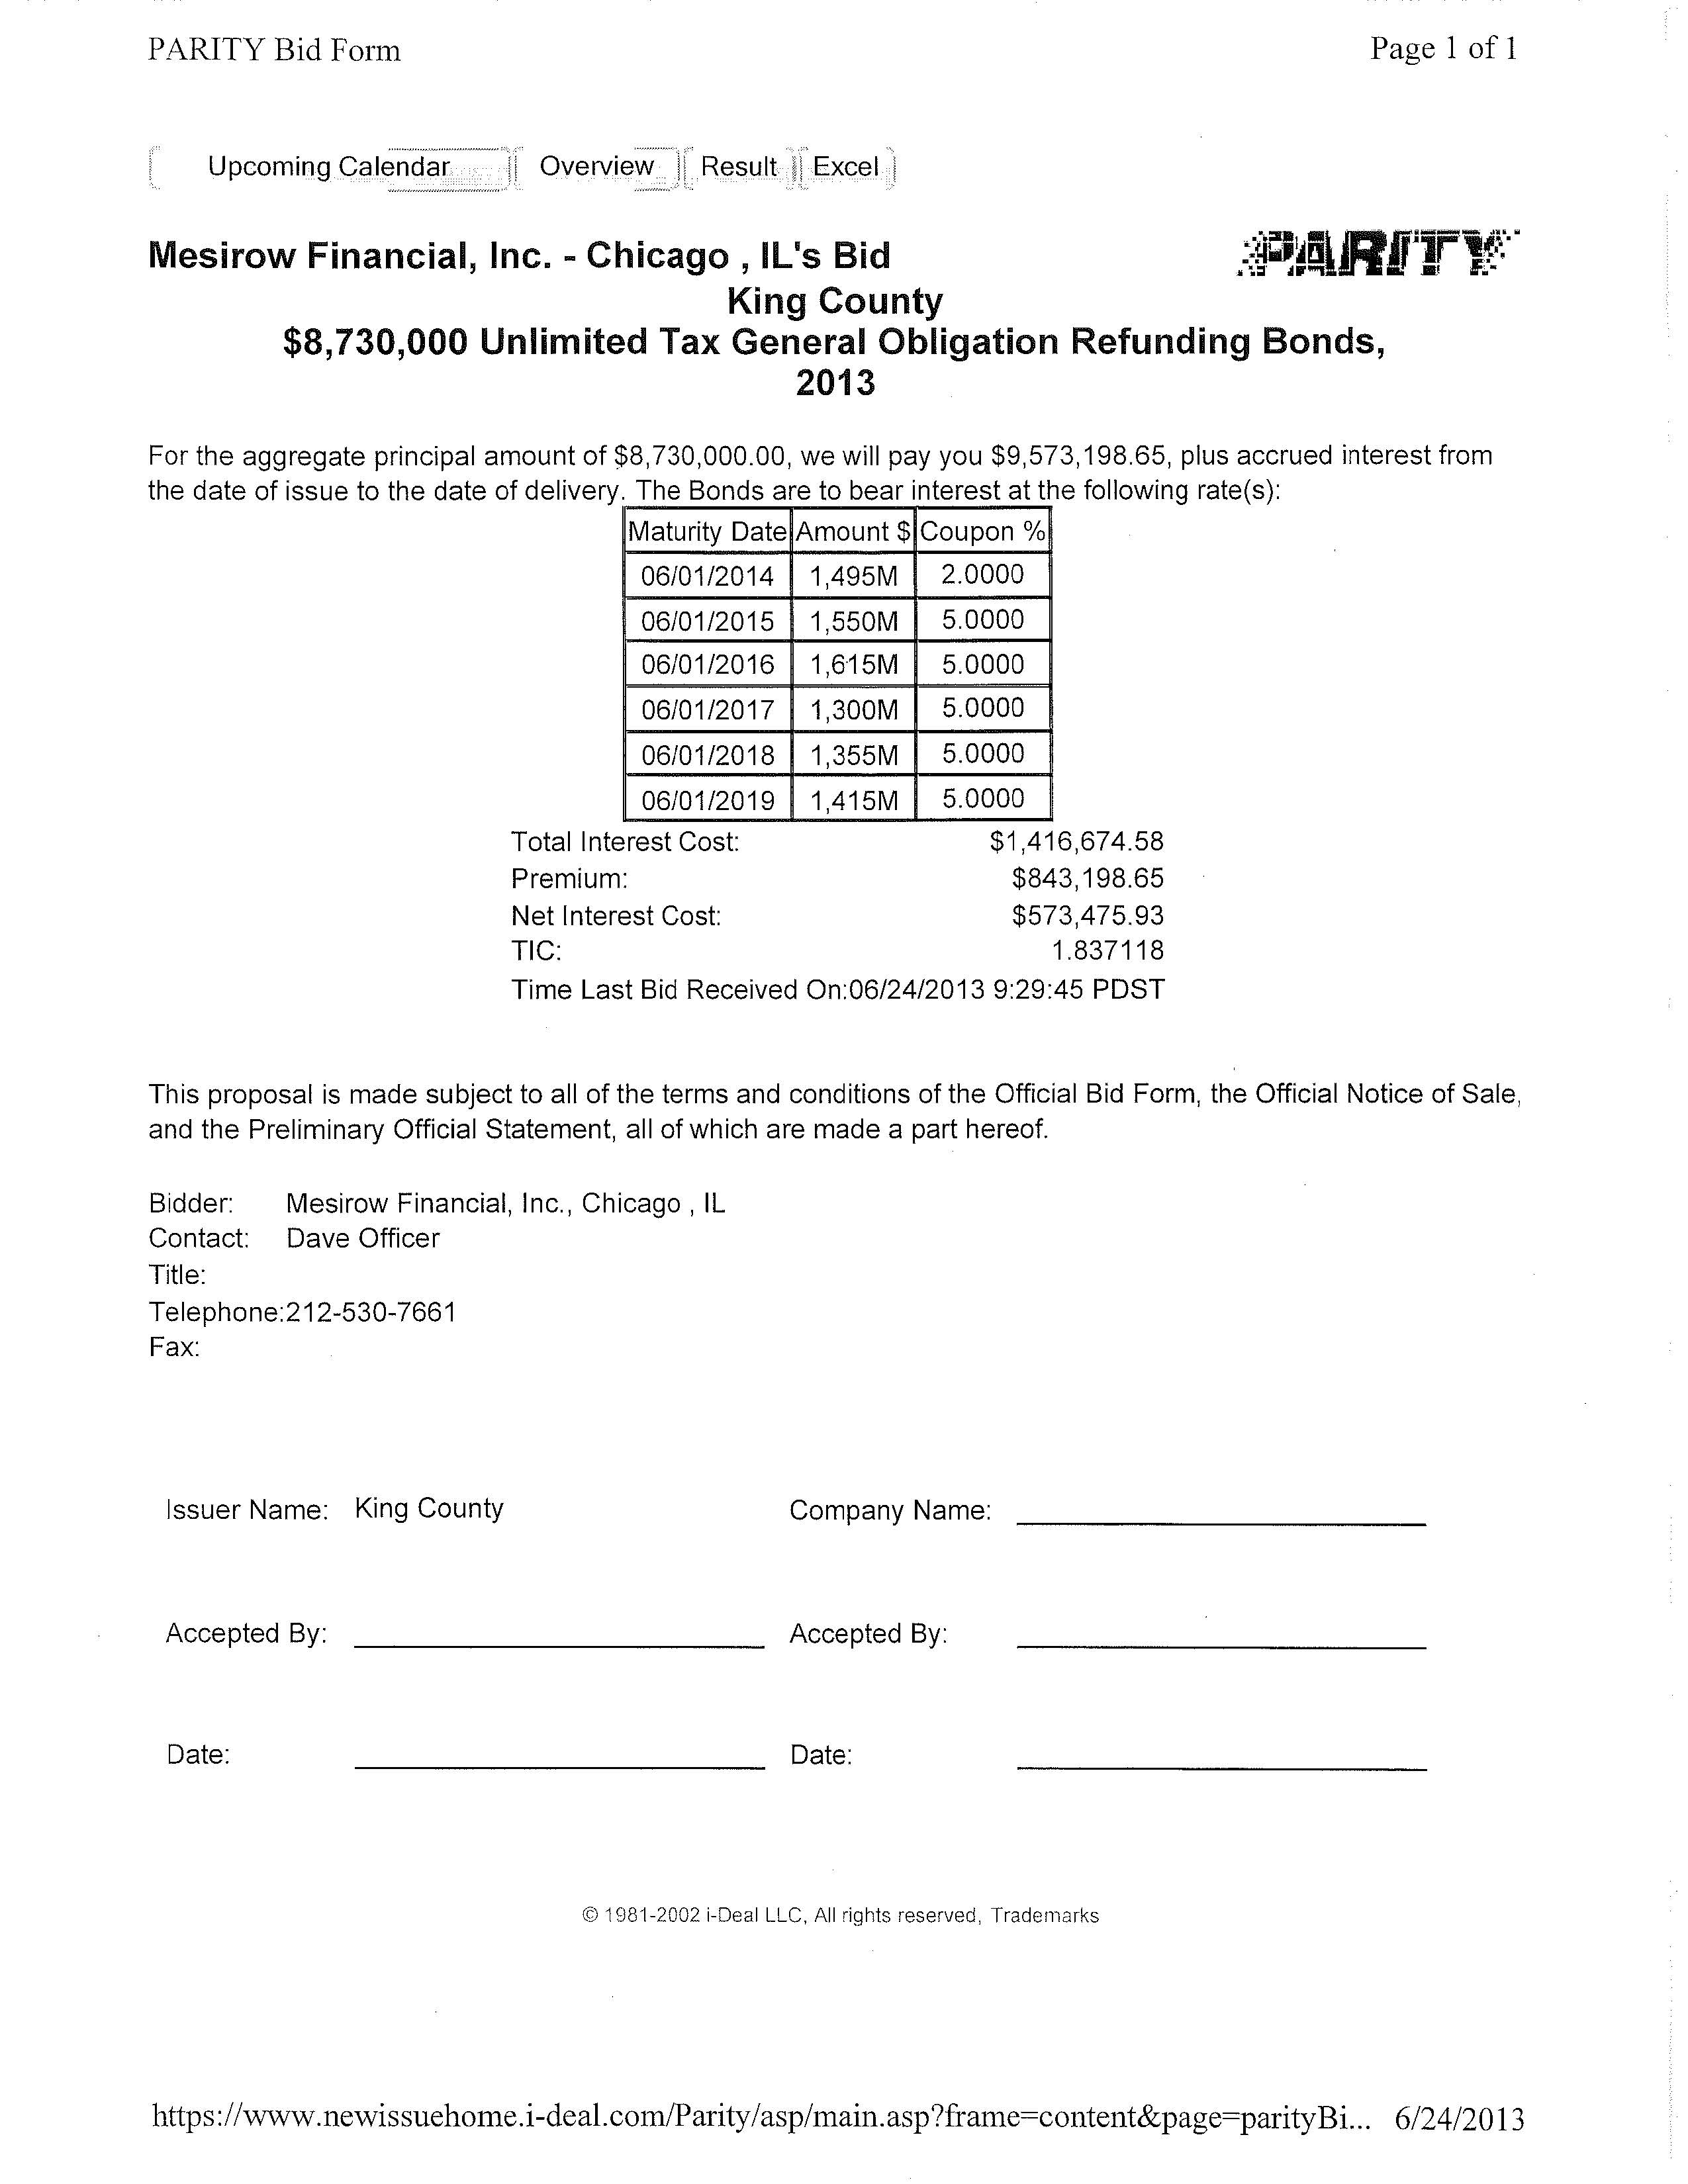 PARITY Bid Form Page 1 of 1
Upcoming Calendar Overview Result Excel
Mesirow Financial, Inc. - Chicago , IL's Bid PARITY
King County
$8,730,000 Unlimited Tax General Obligation Refunding Bonds,
2013
For the aggregate principal amount of $8,730,000.00, we will pay you $9,573,198.65, plus accrued interest from
the date of issue to the date of delivery. The Bonds are to bear interest at the following rate(s):
Maturity Date Amount $ Coupon %
06/01/2014 1,495M 2.0000
06/01/2015 1,550M 5.0000
06/01/2016 1,615M 5.0000
06/01/2017 1,300M 5.0000
06/01/2018 1,355M 5.0000
06/01/2019 1,415M 5.0000
Total Interest Cost: $1,416,674.58
Premium: $843,198.65
Net Interest Cost: $573,475.93
TIC: 1.837118
Time Last Bid Received On:06/24/2013 9:29:45 PDST
This proposal is made subject to all of the terms and conditions of the Official Bid Form, the Official Notice of Sale,
and the Preliminary Official Statement, all of which are made a part hereof.
Bidder: Mesirow Financial, Inc., Chicago , IL
Contact: Dave Officer
Title:
Telephone:212-530-7661
Fax:
Issuer Name: King County Company Name:
Accepted By: Accepted By:
Date: Date:
© 1981-2002 i-Deal LLC, All rights reserved, Trademarks
https://www.newissuehome.i-deal.com/Parity/asp/main.asp?frame=content&page=parityBi... 6/24/2013